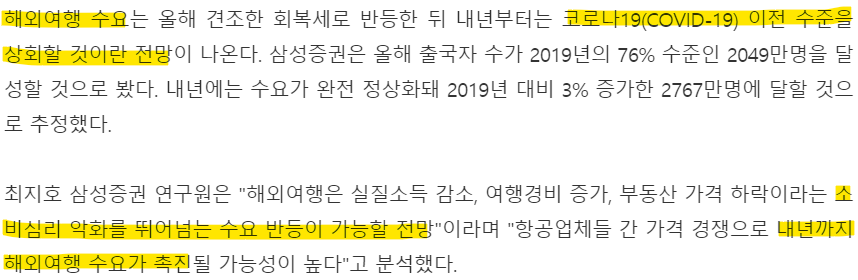 해외여행 수요는 올해 견조한 회복세로 반등한 뒤 내년부터는 코로나19(COVID-19) 이전 수준을
상회할 것이란 전망이 나온다. 삼성증권은 올해 출국자 수가 2019년의 76% 수준인 2049만명을 달
성할 것으로 봤다. 내년에는 수요가 완전 정상화돼 2019년 대비 3% 증가한 2767만명에 달할 것으
로 추정했다.
최지호 삼성증권 연구원은 "해외여행은 실질소득 감소, 여행경비 증가, 부동산 가격 하락이라는 소
비심리 악화를 뛰어넘는 수요 반등이 가능할 전망"이라며 "항공업체들 간 가격 경쟁으로 내년까지
해외여행 수요가 촉진될 가능성이 높다"고 분석했다.